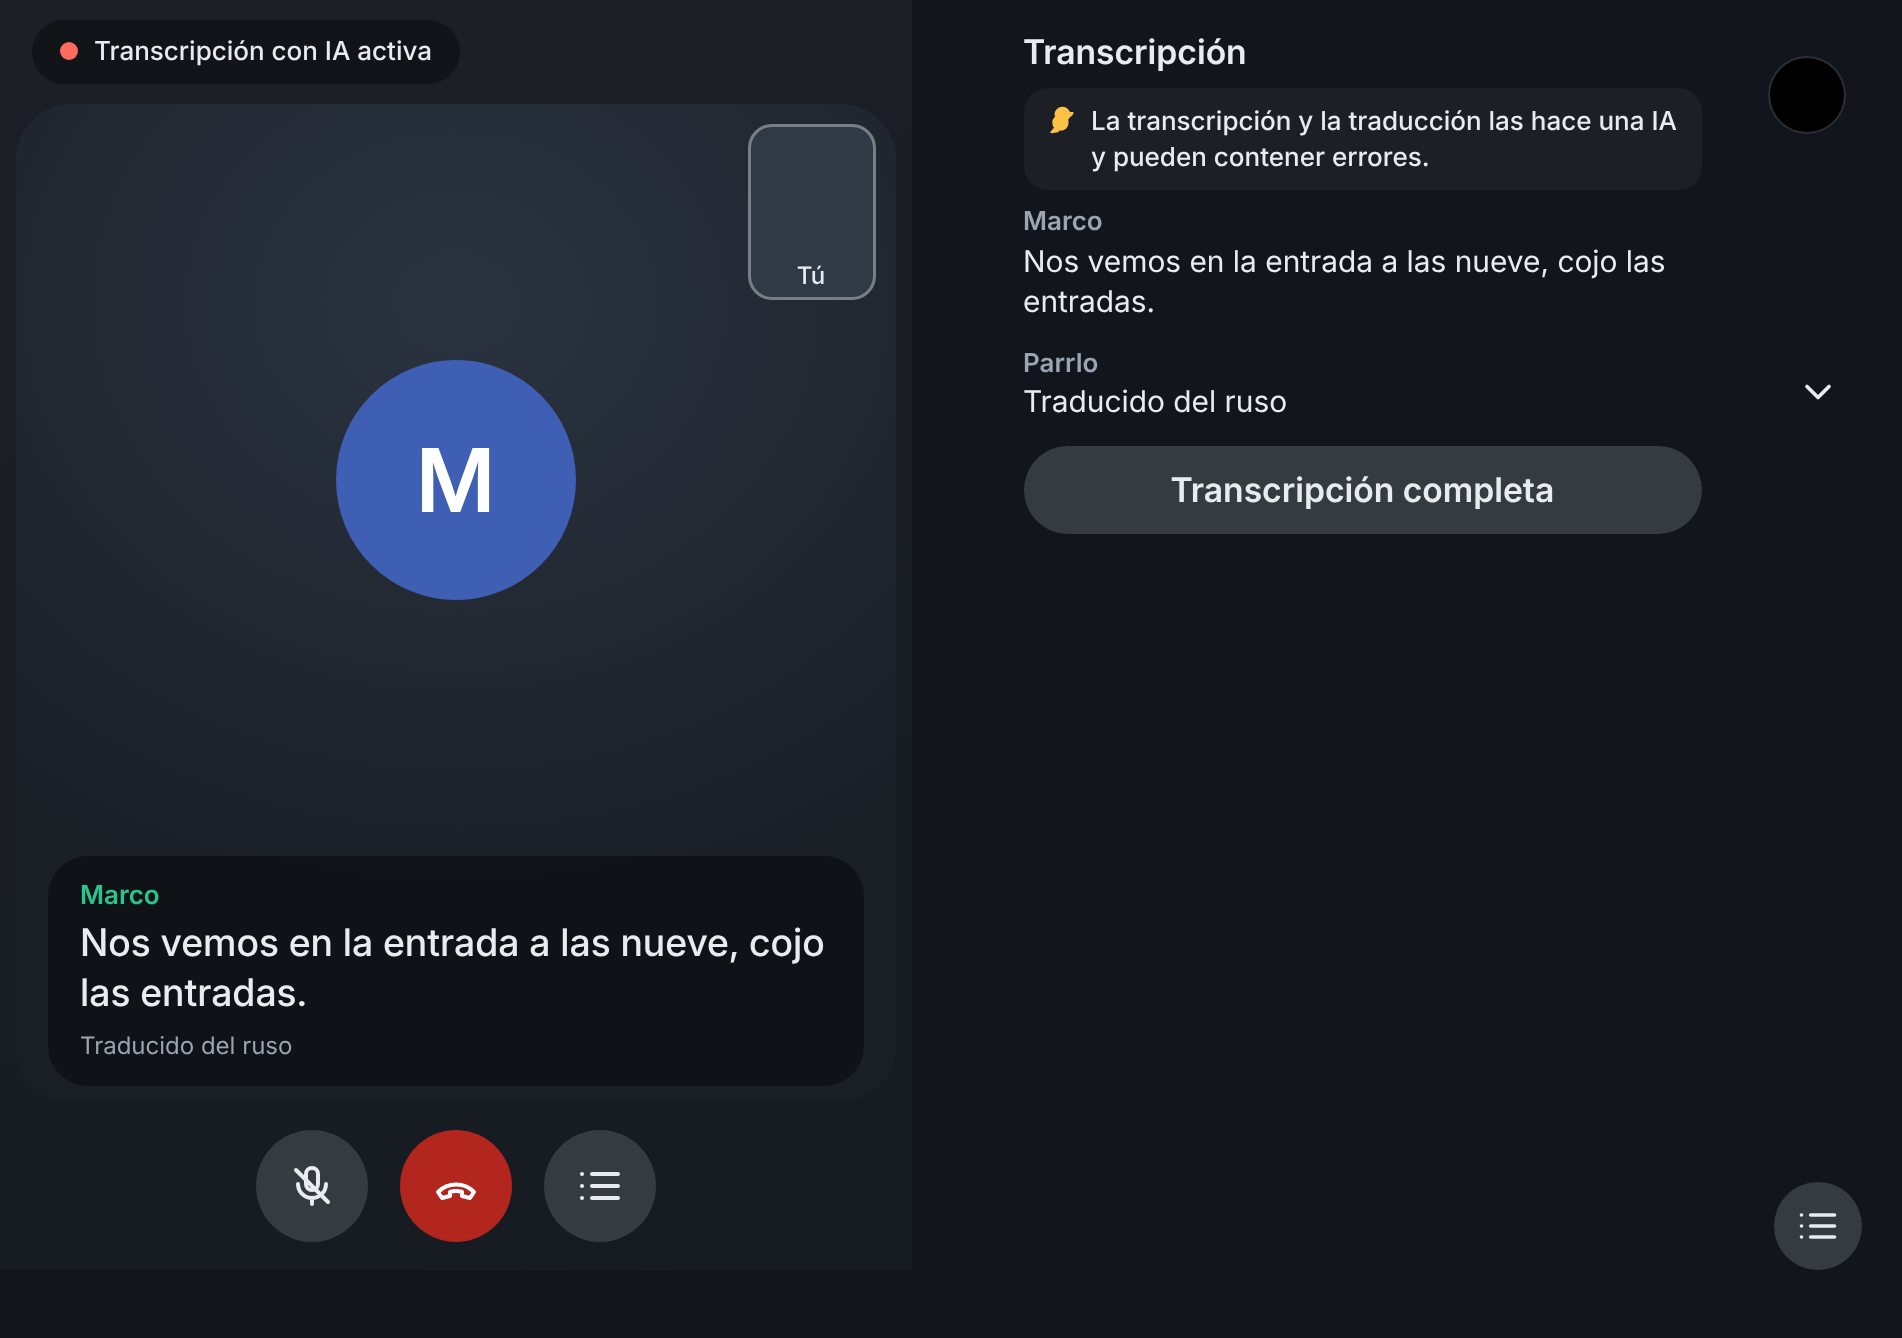 Transcripción con IA activa
Tú
M
Marco
Nos vemos en la entrada a las nueve, cojo
las entradas.
Traducido del ruso
Transcripción
La transcripción y la traducción las hace una IA
y pueden contener errores.
Marco
Nos vemos en la entrada a las nueve, cojo las
entradas.
Parrlo
Traducido del ruso
Transcripción completa